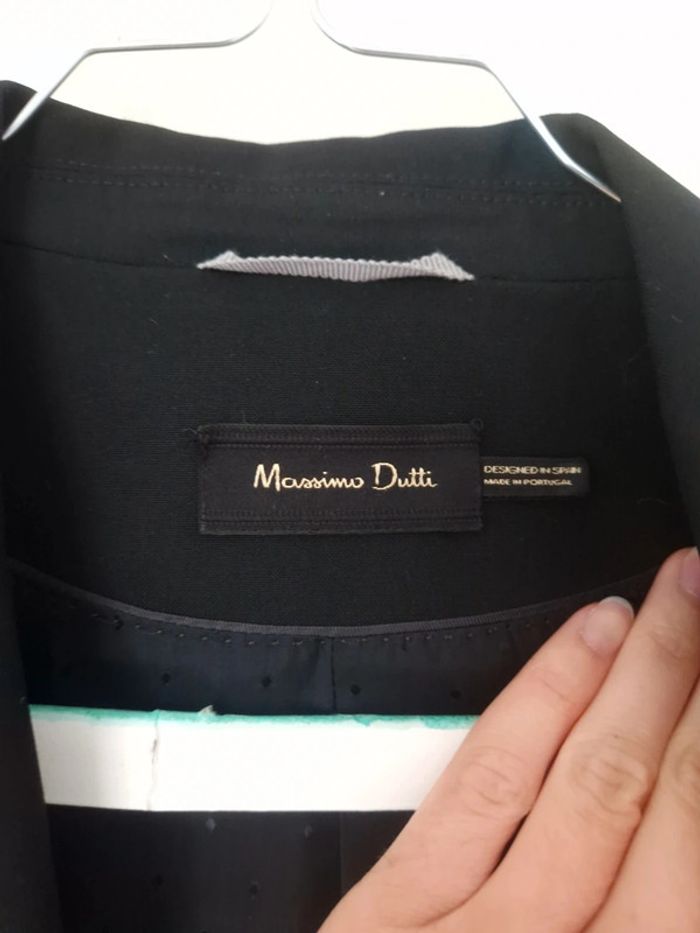 Massimo Dutti
DESIGNED IN SPAIN
MADE IN PORTUGAL